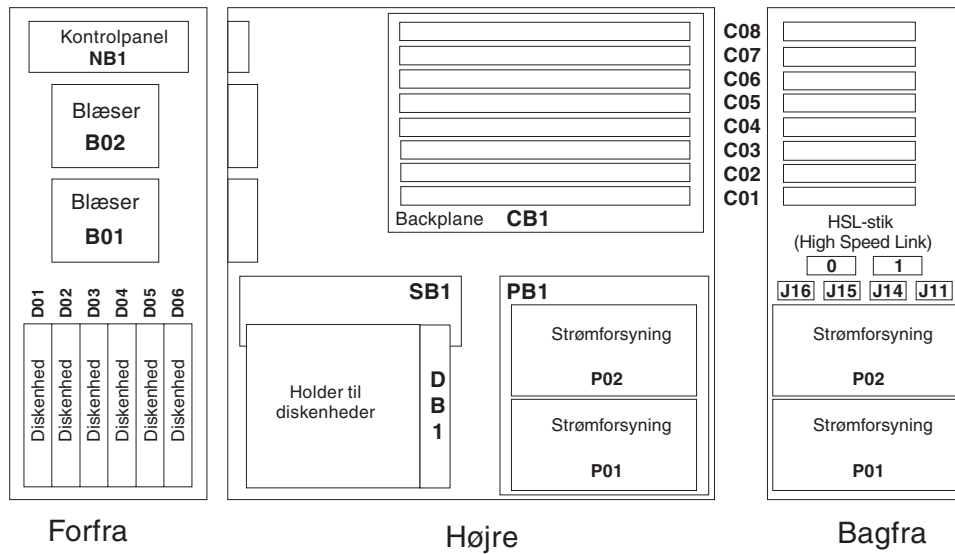 Kontrolpanel
NB1
Blæser
B02
Blæser
B01
D01
D02
D03
D04
D05
D06
Diskenhed
Diskenhed
Diskenhed
Diskenhed
Diskenhed
Diskenhed
Forfra
Backplane CB1
SB1
Holder til
diskenheder
D
B
1
PB1
Strømforsyning
P02
Strømforsyning
P01
Højre
C08
C07
C06
C05
C04
C03
C02
C01
HSL-stik
(High Speed Link)
0 1
J16 J15 J14 J11
Strømforsyning
P02
Strømforsyning
P01
Bagfra